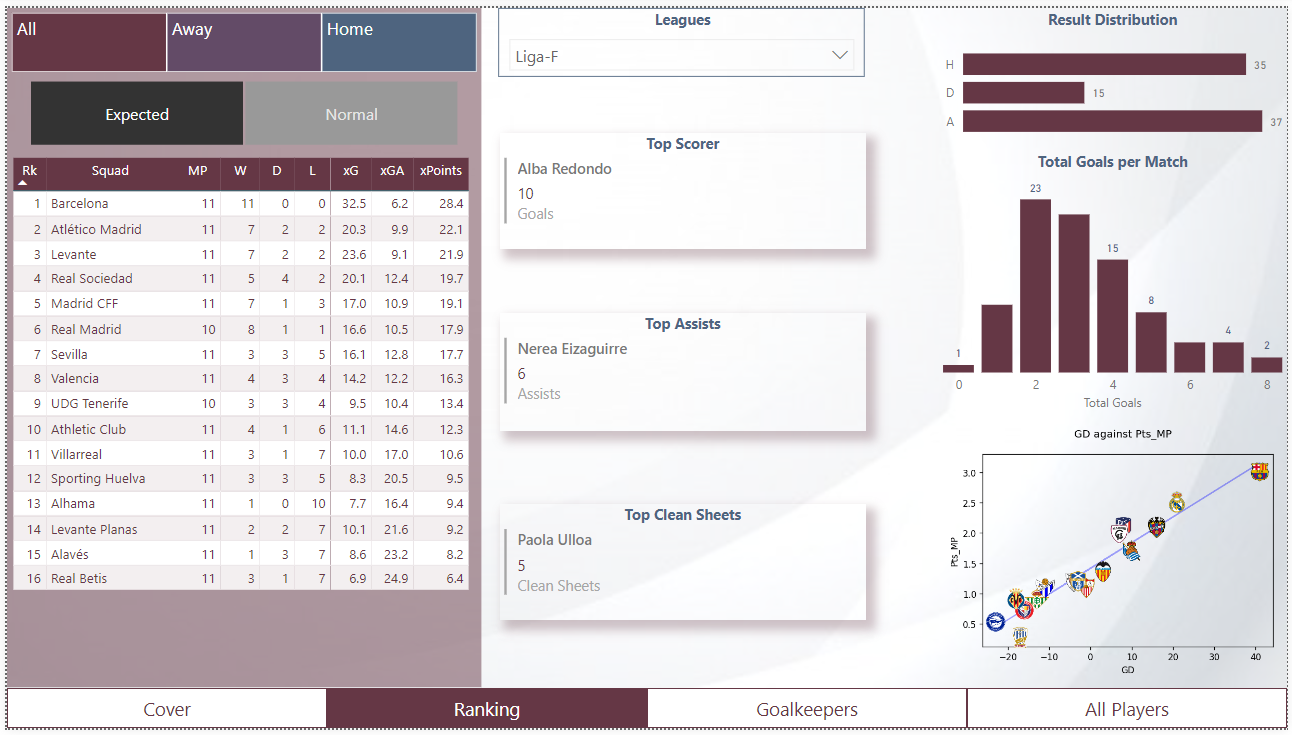 All Away Home
Expected Normal
Rk Squad MP W D L xG xGA xPoints
1 Barcelona 11 11 0 0 32.5 6.2 28.4
2 Atlético Madrid 11 7 2 2 20.3 9.9 22.1
3 Levante 11 7 2 2 23.6 9.1 21.9
4 Real Sociedad 11 5 4 2 20.1 12.4 19.7
5 Madrid CFF 11 7 1 3 17.0 10.9 19.1
6 Real Madrid 10 8 1 1 16.6 10.5 17.9
7 Sevilla 11 3 3 5 16.1 12.8 17.7
8 Valencia 11 4 3 4 14.2 12.2 16.3
9 UDG Tenerife 10 3 3 4 9.5 10.4 13.4
10 Athletic Club 11 4 1 6 11.1 14.6 12.3
11 Villarreal 11 3 1 7 10.0 17.0 10.6
12 Sporting Huelva 11 3 3 5 8.3 20.5 9.5
13 Alhama 11 1 0 10 7.7 16.4 9.4
14 Levante Planas 11 2 2 7 10.1 21.6 9.2
15 Alavés 11 1 3 7 8.6 23.2 8.2
16 Real Betis 11 3 1 7 6.9 24.9 6.4
Leagues
Liga-F
Top Scorer
Alba Redondo
10
Goals
Top Assists
Nerea Eizaguirre
6
Assists
Top Clean Sheets
Paola Ulloa
5
Clean Sheets
Result Distribution
H 35
D 15
A 37
Total Goals per Match
23
15
8
4
2
1
0 2 4 6 8
Total Goals
GD against Pts_MP
3.0
2.5
2.0
1.5
1.0
0.5
Pts_MP
−20 −10 0 10 20 30 40
GD
Cover Ranking Goalkeepers All Players